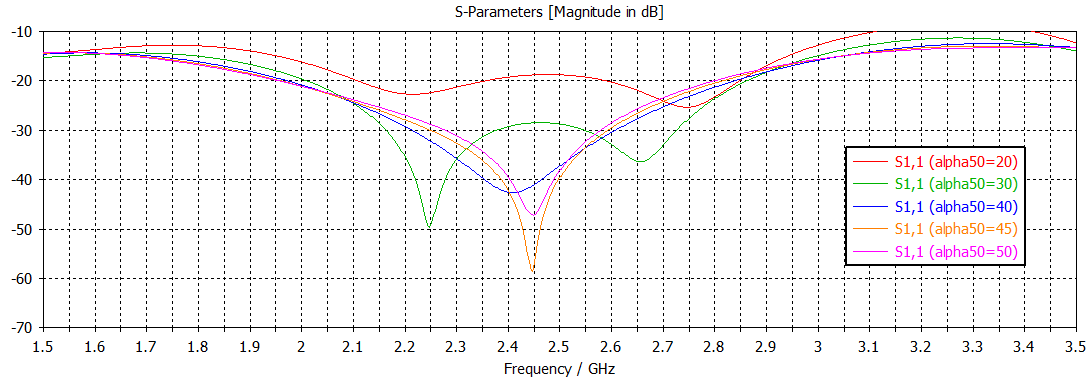 S-Parameters [Magnitude in dB]
-10
-20
-30
-40
-50
-60
-70
S1,1 (alpha50=20)
S1,1 (alpha50=30)
S1,1 (alpha50=40)
S1,1 (alpha50=45)
S1,1 (alpha50=50)
1.5 1.6 1.7 1.8 1.9 2 2.1 2.2 2.3 2.4 2.5 2.6 2.7 2.8 2.9 3 3.1 3.2 3.3 3.4 3.5
Frequency / GHz